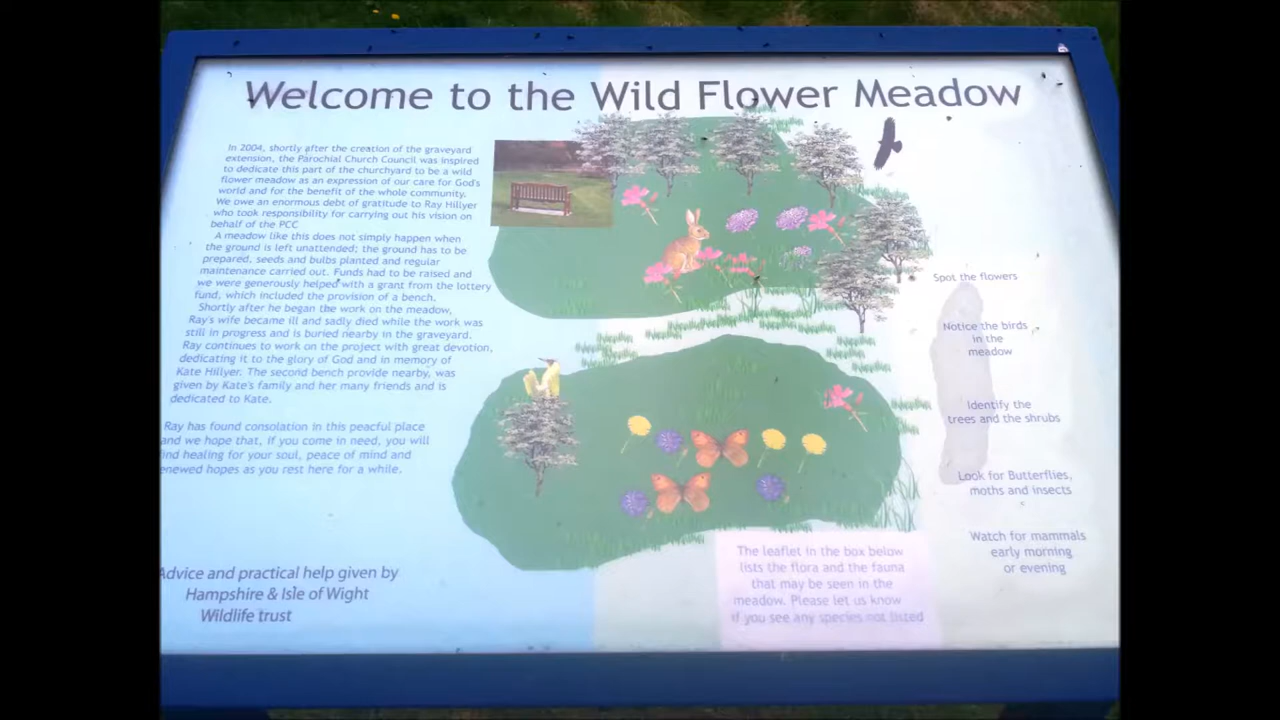 Welcome to the Wild Flower Meadow
In 2004, shortly after the creation of the graveyard
extension, the Parochial Church Council was inspired
to dedicate this part of the churchyard to be a wild
flower meadow as an expression of our care for God's
world and for the benefit of the whole community.
We owe an enormous debt of gratitude to Ray Hillyer
who took responsibility for carrying out his vision on
behalf of the PCC
A meadow like this does not simply happen when
the ground is left unattended; the ground has to be
prepared, seeds and bulbs planted and regular
maintenance carried out. Funds had to be raised and
we were generously helped with a grant from the lottery
fund, which included the provision of a bench.
Shortly after he began the work on the meadow,
Ray's wife became ill and sadly died while the work was
still in progress and is buried nearby in the graveyard.
Ray continues to work on the project with great devotion,
dedicating it to the glory of God and in memory of
Kate Hillyer. The second bench provide nearby, was
given by Kate's family and her many friends and is
dedicated to Kate.
Ray has found consolation in this peaceful place
and we hope that, if you come in need, you will
find healing for your soul, peace of mind and
renewed hopes as you rest here for a while.
Advice and practical help given by
Hampshire & Isle of Wight
Wildlife trust
Spot the flowers
Notice the birds
in the
meadow
Identify the
trees and the shrubs
Look for Butterflies,
moths and insects
Watch for mammals
early morning
or evening
The leaflet in the box below
lists the flora and the fauna
that may be seen in the
meadow. Please let us know
if you see any species not listed